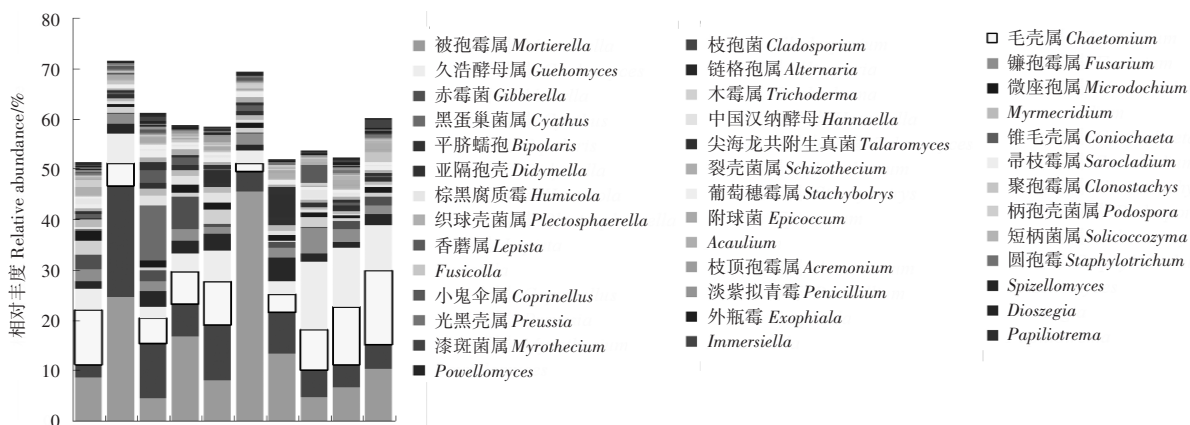 80
70
60
50
40
30
20
10
0
相对丰度 Relative abundance/%
被孢霉属 Mortierella
久浩酵母属 Guehomyces
赤霉菌 Gibberella
黑蛋巢菌属 Cyathus
平脐蠕孢 Bipolaris
亚隔孢壳 Didymella
棕黑腐质霉 Humicola
织球壳菌属 Plectosphaerella
香蘑属 Lepista
Fusicolla
小鬼伞属 Coprinellus
光黑壳属 Preussia
漆斑菌属 Myrothecium
Powellomyces
枝孢菌 Cladosporium
链格孢属 Alternaria
木霉属 Trichoderma
中国汉纳酵母 Hannaella
尖海龙共附生真菌 Talaromyces
裂壳菌属 Schizothecium
葡萄穗霉属 Stachybolrys
附球菌 Epicoccum
Acaulium
枝顶孢霉属 Acremonium
淡紫拟青霉 Penicillium
外瓶霉 Exophiala
Immersiella
毛壳属 Chaetomium
镰孢霉属 Fusarium
微座孢属 Microdochium
Myrmecridium
锥毛壳属 Coniochaeta
帚枝霉属 Sarocladium
聚孢霉属 Clonostachys
柄孢壳菌属 Podospora
短柄菌属 Solicoccozyma
圆孢霉 Staphylotrichum
Spizellomyces
Dioszegia
Papiliotrema